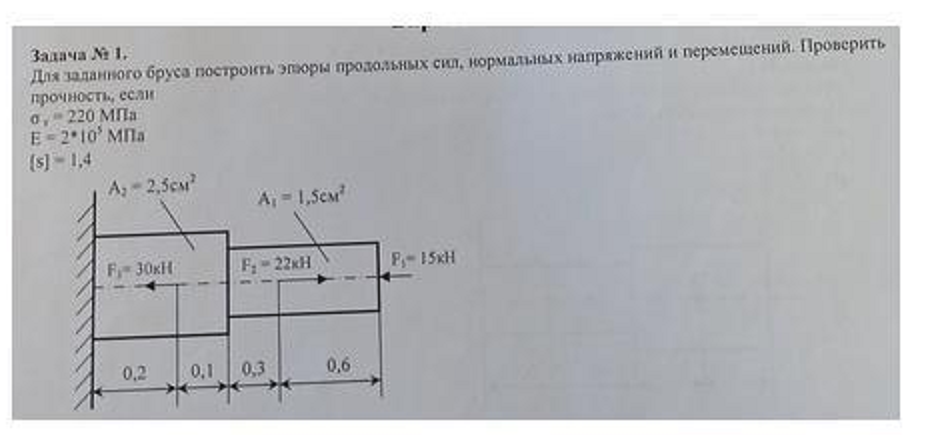 Задача № 1.
Для заданного бруса построить эпюры продольных сил, нормальных напряжений и перемещений. Проверить
прочность, если
σт = 220 МПа
E = 2*10⁵ МПа
[s] = 1,4
A₂ = 2,5см²
A₁ = 1,5см²
F₃= 30кН
F₂ = 22кН
F₁= 15кН
0,2
0,1
0,3
0,6